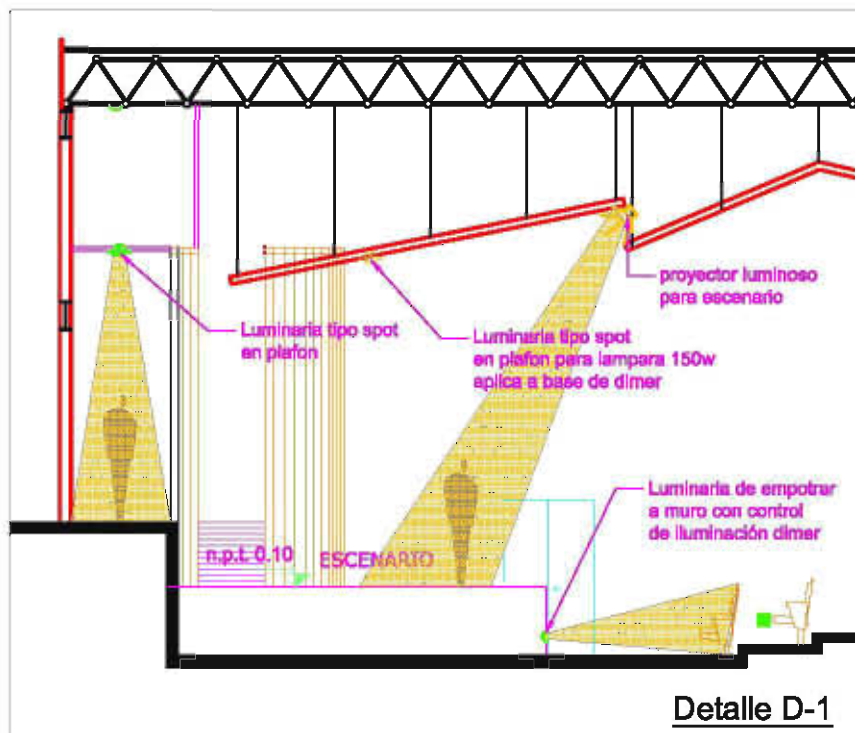 proyector luminoso
para escenario
Luminaria tipo spot
en plafon
Luminaria tipo spot
en plafon para lampara 150w
aplica a base de dimer
Luminaria de empotrar
a muro con control
de iluminación dimer
n.p.t. 0.10
ESCENARIO
Detalle D-1